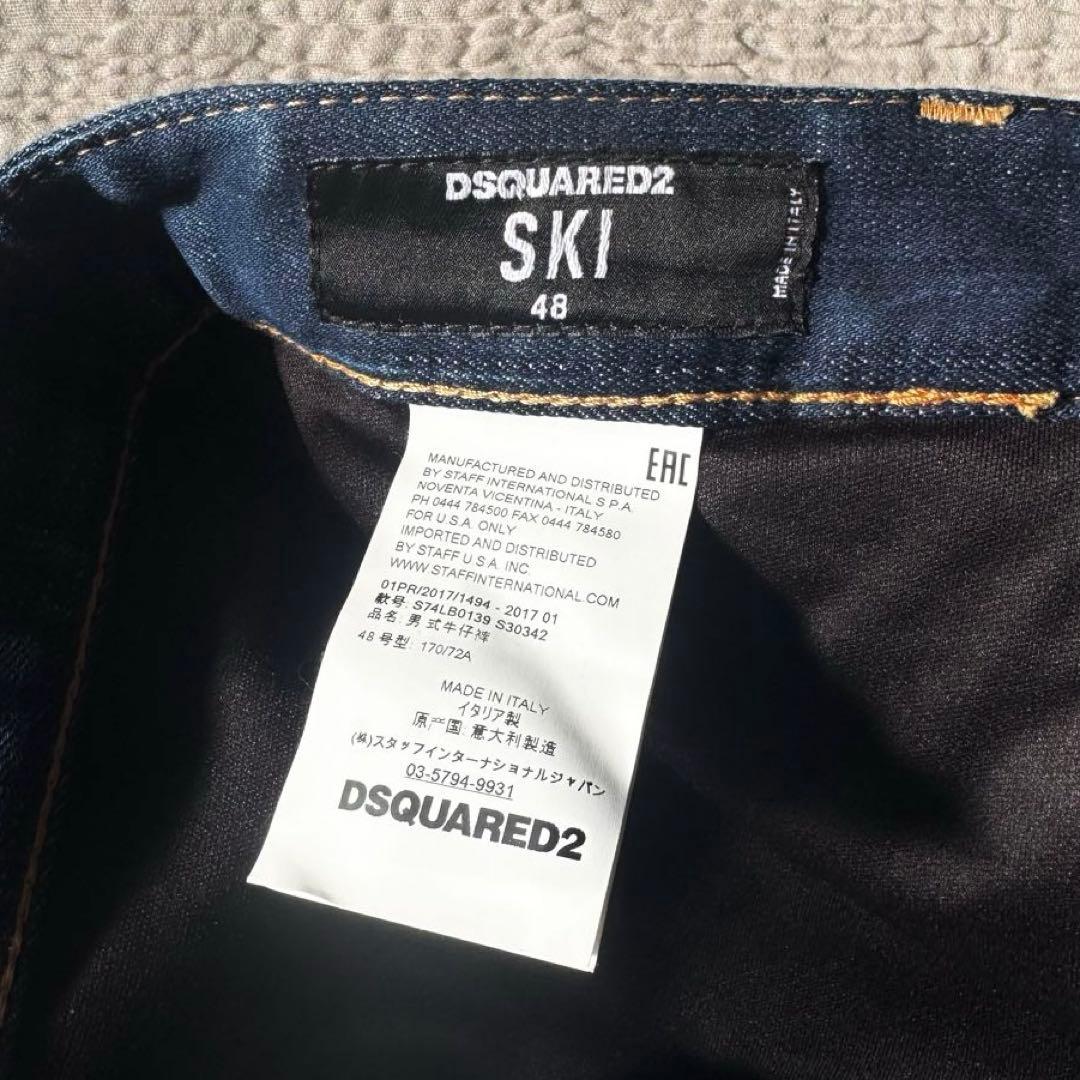 DSQUARED2
SKI
48
MADE IN ITALY
EAC
MANUFACTURED AND DISTRIBUTED
BY STAFF INTERNATIONAL S.P.A.
NOVENTA VICENTINA - ITALY
PH 0444 784500 FAX 0444 784580
FOR U.S.A. ONLY
IMPORTED AND DISTRIBUTED
BY STAFF U.S.A. INC.
WWW.STAFFINTERNATIONAL.COM
01PR/2017/1494 - 2017 01
款号: S74LB0139 S30342
品名: 男式牛仔裤
48 号型: 170/72A
MADE IN ITALY
イタリア製
原产国: 意大利製造
(株)スタッフインターナショナルジャパン
03-5794-9931
DSQUARED2